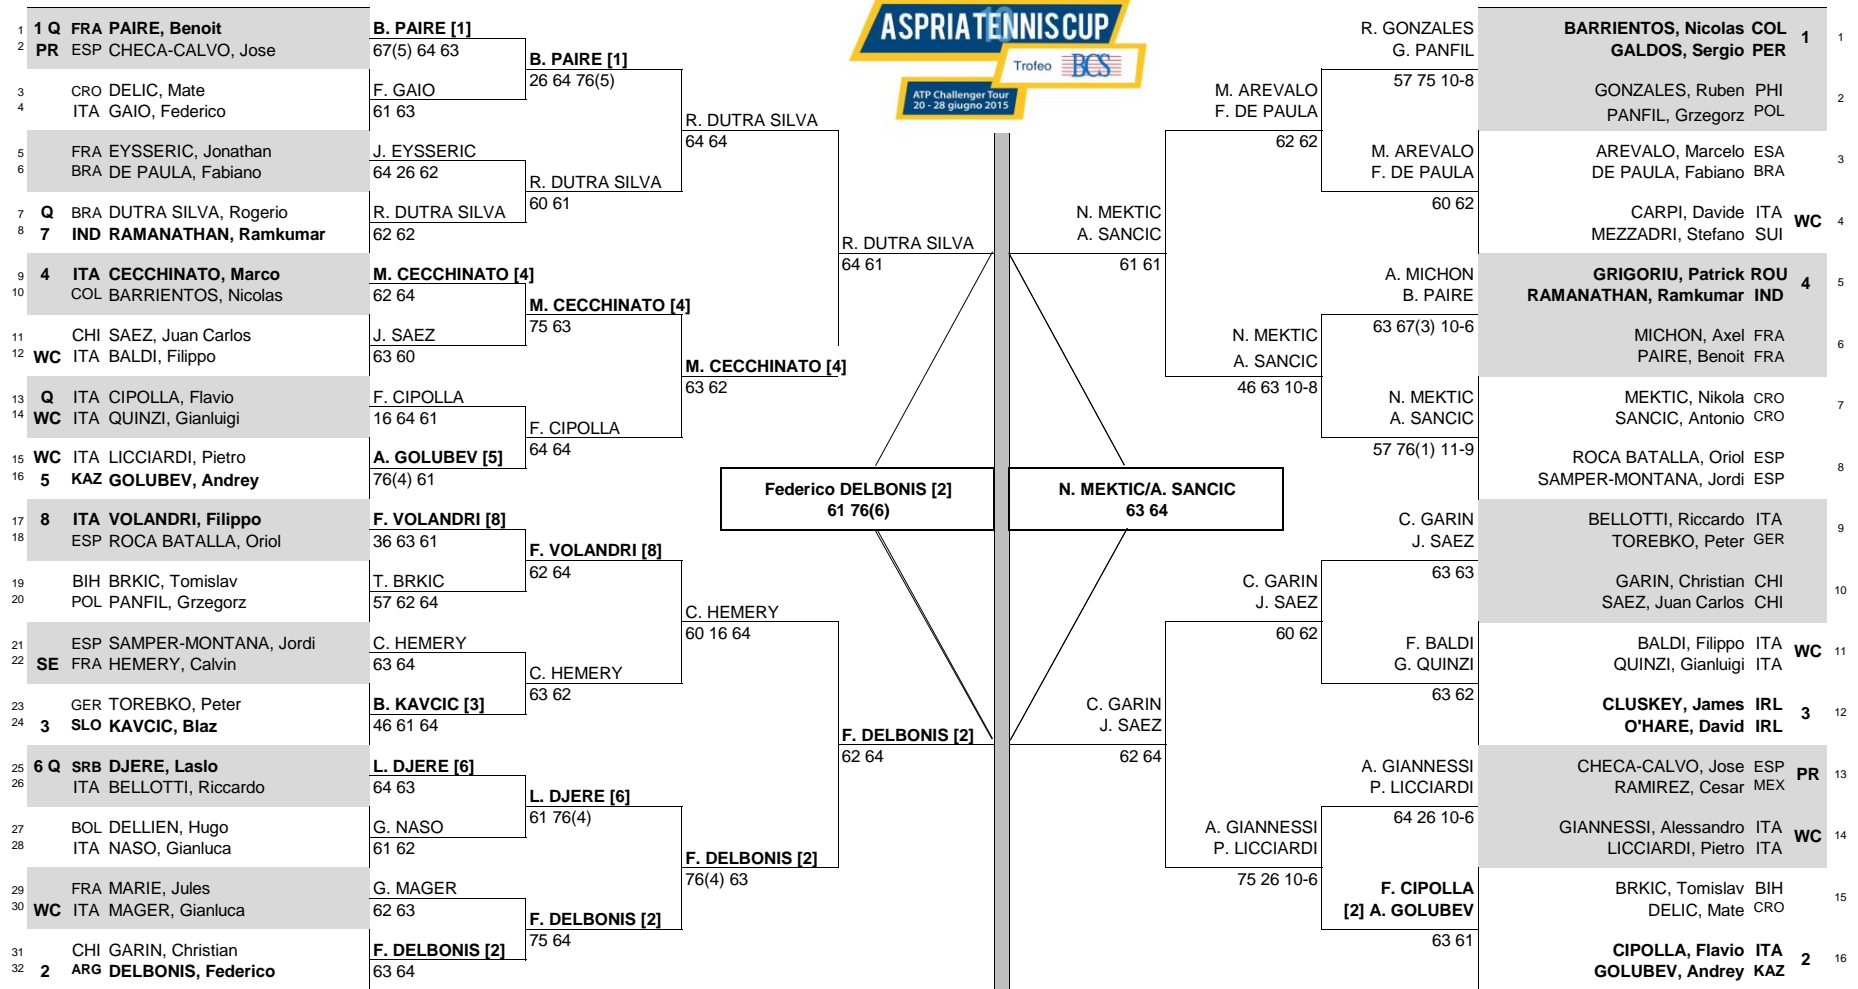 ASPRIA TENNIS CUP
Trofeo BCS
ATP Challenger Tour
20 - 28 giugno 2015
1 1 Q FRA PAIRE, Benoit
2 PR ESP CHECA-CALVO, Jose
3 CRO DELIC, Mate
4 ITA GAIO, Federico
5 FRA EYSSERIC, Jonathan
6 BRA DE PAULA, Fabiano
7 Q BRA DUTRA SILVA, Rogerio
8 7 IND RAMANATHAN, Ramkumar
9 4 ITA CECCHINATO, Marco
10 COL BARRIENTOS, Nicolas
11 CHI SAEZ, Juan Carlos
12 WC ITA BALDI, Filippo
13 Q ITA CIPOLLA, Flavio
14 WC ITA QUINZI, Gianluigi
15 WC ITA LICCIARDI, Pietro
16 5 KAZ GOLUBEV, Andrey
17 8 ITA VOLANDRI, Filippo
18 ESP ROCA BATALLA, Oriol
19 BIH BRKIC, Tomislav
20 POL PANFIL, Grzegorz
21 ESP SAMPER-MONTANA, Jordi
22 SE FRA HEMERY, Calvin
23 GER TOREBKO, Peter
24 3 SLO KAVCIC, Blaz
25 6 Q SRB DJERE, Laslo
26 ITA BELLOTTI, Riccardo
27 BOL DELLIEN, Hugo
28 ITA NASO, Gianluca
29 FRA MARIE, Jules
30 WC ITA MAGER, Gianluca
31 CHI GARIN, Christian
32 2 ARG DELBONIS, Federico
B. PAIRE [1]
67(5) 64 63
F. GAIO
61 63
J. EYSSERIC
64 26 62
R. DUTRA SILVA
62 62
M. CECCHINATO [4]
62 64
J. SAEZ
63 60
F. CIPOLLA
16 64 61
A. GOLUBEV [5]
76(4) 61
F. VOLANDRI [8]
36 63 61
T. BRKIC
57 62 64
C. HEMERY
63 64
B. KAVCIC [3]
46 61 64
L. DJERE [6]
64 63
G. NASO
61 62
G. MAGER
62 63
F. DELBONIS [2]
63 64
B. PAIRE [1]
26 64 76(5)
R. DUTRA SILVA
60 61
M. CECCHINATO [4]
75 63
F. CIPOLLA
64 64
F. VOLANDRI [8]
62 64
C. HEMERY
63 62
L. DJERE [6]
61 76(4)
F. DELBONIS [2]
75 64
R. DUTRA SILVA
64 64
M. CECCHINATO [4]
63 62
C. HEMERY
60 16 64
F. DELBONIS [2]
76(4) 63
R. DUTRA SILVA
64 61
F. DELBONIS [2]
62 64
Federico DELBONIS [2]
61 76(6)
N. MEKTIC/A. SANCIC
63 64
N. MEKTIC
A. SANCIC
61 61
C. GARIN
J. SAEZ
62 64
M. AREVALO
F. DE PAULA
62 62
N. MEKTIC
A. SANCIC
46 63 10-8
C. GARIN
J. SAEZ
60 62
A. GIANNESSI
P. LICCIARDI
75 26 10-6
R. GONZALES
G. PANFIL
57 75 10-8
M. AREVALO
F. DE PAULA
60 62
A. MICHON
B. PAIRE
63 67(3) 10-6
N. MEKTIC
A. SANCIC
57 76(1) 11-9
C. GARIN
J. SAEZ
63 63
F. BALDI
G. QUINZI
63 62
A. GIANNESSI
P. LICCIARDI
64 26 10-6
F. CIPOLLA
[2] A. GOLUBEV
63 61
BARRIENTOS, Nicolas COL 1 1
GALDOS, Sergio PER
GONZALES, Ruben PHI 2
PANFIL, Grzegorz POL
AREVALO, Marcelo ESA 3
DE PAULA, Fabiano BRA
CARPI, Davide ITA WC 4
MEZZADRI, Stefano SUI
GRIGORIU, Patrick ROU 4 5
RAMANATHAN, Ramkumar IND
MICHON, Axel FRA 6
PAIRE, Benoit FRA
MEKTIC, Nikola CRO 7
SANCIC, Antonio CRO
ROCA BATALLA, Oriol ESP 8
SAMPER-MONTANA, Jordi ESP
BELLOTTI, Riccardo ITA 9
TOREBKO, Peter GER
GARIN, Christian CHI 10
SAEZ, Juan Carlos CHI
BALDI, Filippo ITA WC 11
QUINZI, Gianluigi ITA
CLUSKEY, James IRL 3 12
O'HARE, David IRL
CHECA-CALVO, Jose ESP PR 13
RAMIREZ, Cesar MEX
GIANNESSI, Alessandro ITA WC 14
LICCIARDI, Pietro ITA
BRKIC, Tomislav BIH 15
DELIC, Mate CRO
CIPOLLA, Flavio ITA 2 16
GOLUBEV, Andrey KAZ